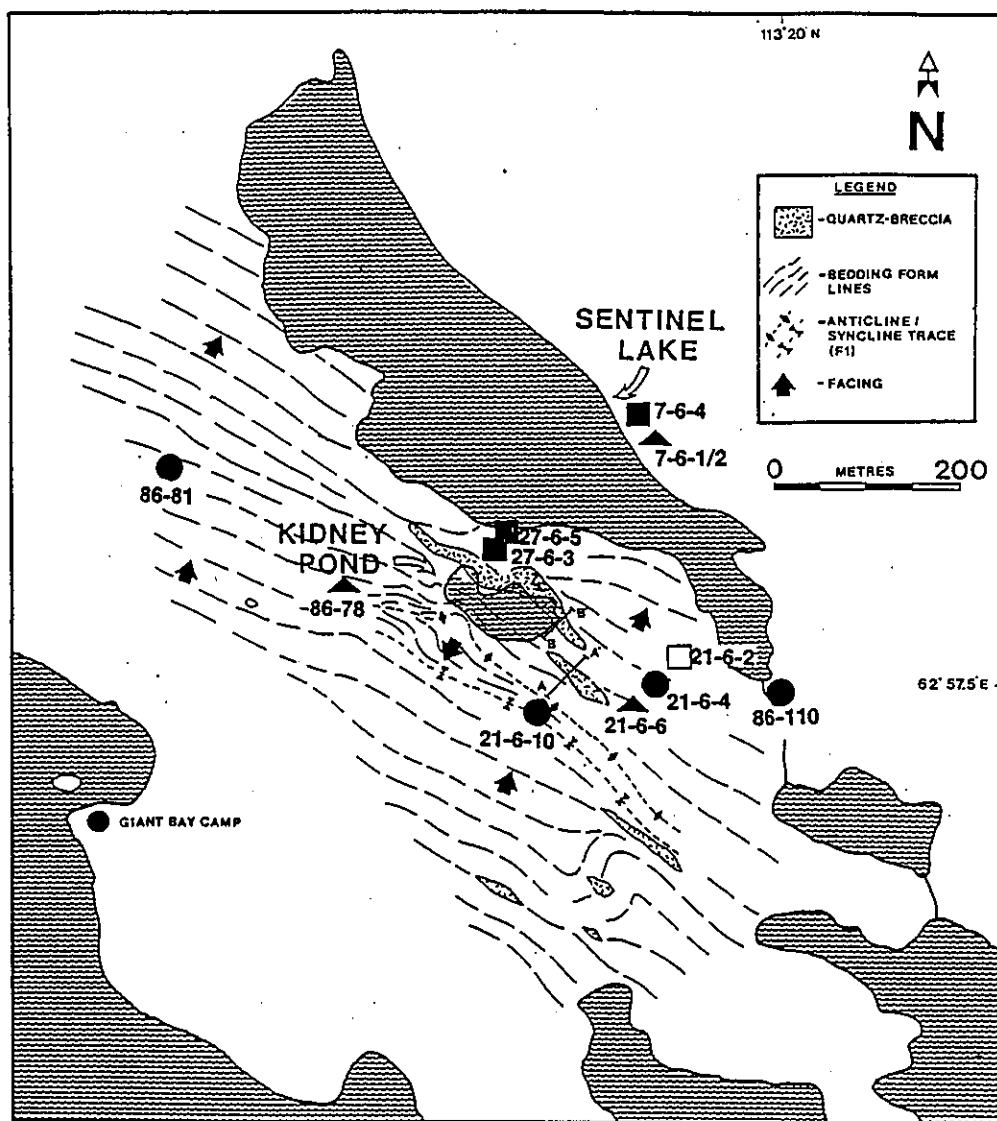 113° 20' N
N
LEGEND
-QUARTZ-BRECCIA
-BEDDING FORM
LINES
-ANTICLINE/
SYNCLINE TRACE
(F1)
-FACING
0 METRES 200
SENTINEL
LAKE
7-6-4
7-6-1/2
86-81
KIDNEY
POND
27-6-5
27-6-3
86-78
B'
B
A'
A
21-6-2
21-6-4
62° 57.5' E
86-110
21-6-6
21-6-10
GIANT BAY CAMP